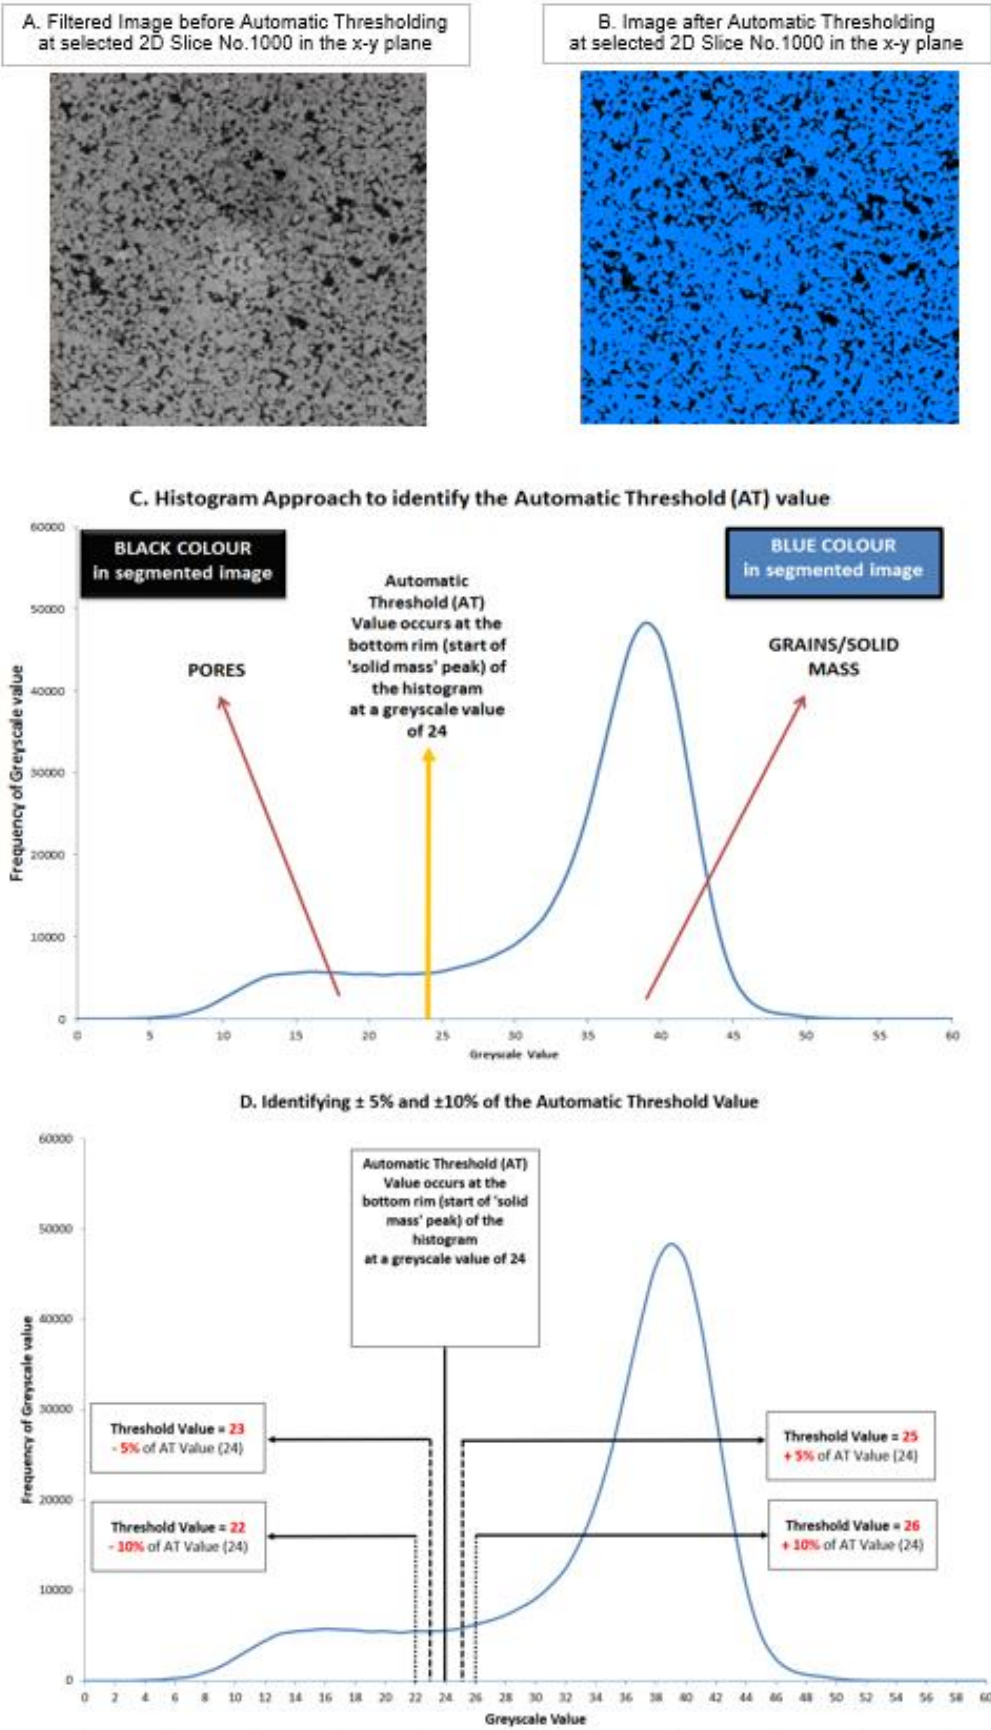 A. Filtered Image before Automatic Thresholding
at selected 2D Slice No.1000 in the x-y plane
B. Image after Automatic Thresholding
at selected 2D Slice No.1000 in the x-y plane
C. Histogram Approach to identify the Automatic Threshold (AT) value
60000
50000
40000
30000
20000
10000
0
Frequency of Greyscale value
BLACK COLOUR
in segmented image
PORES
Automatic
Threshold (AT)
Value occurs at the
bottom rim (start of
'solid mass' peak) of
the histogram
at a greyscale value
of 24
BLUE COLOUR
in segmented image
GRAINS/SOLID
MASS
0 5 10 15 20 25 30 35 40 45 50 55 60
Greyscale Value
D. Identifying ± 5% and ±10% of the Automatic Threshold Value
60000
50000
40000
30000
20000
10000
0
Frequency of Greyscale value
Automatic Threshold (AT)
Value occurs at the
bottom rim (start of 'solid
mass' peak) of the
histogram
at a greyscale value of 24
Threshold Value = 23
- 5% of AT Value (24)
Threshold Value = 22
- 10% of AT Value (24)
Threshold Value = 25
+ 5% of AT Value (24)
Threshold Value = 26
+ 10% of AT Value (24)
0 2 4 6 8 10 12 14 16 18 20 22 24 26 28 30 32 34 36 38 40 42 44 46 48 50 52 54 56 58 60
Greyscale Value